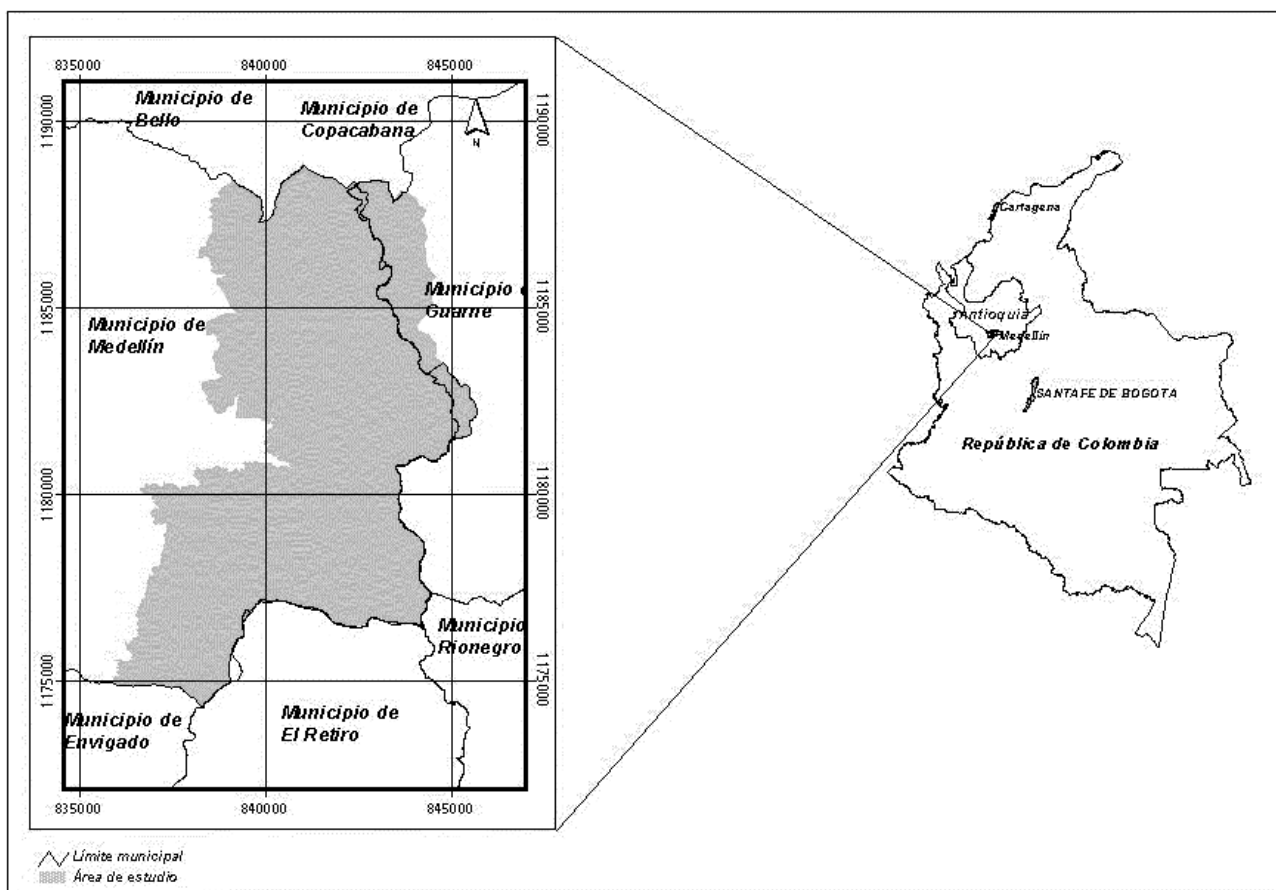 835000 840000 845000
Municipio de
Bello
Municipio de
Copacabana
N
1190000 1190000
Municipio de
Medellín
Municipio d
Guarne
1185000 1185000
1180000 1180000
Municipio
Rionegro
1175000 1175000
Municipio de
Envigado
Municipio de
El Retiro
835000 840000 845000
Cartagena
Antioquia
Medellín
SANTAFE DE BOGOTA
República de Colombia
Límite municipal
Área de estudio